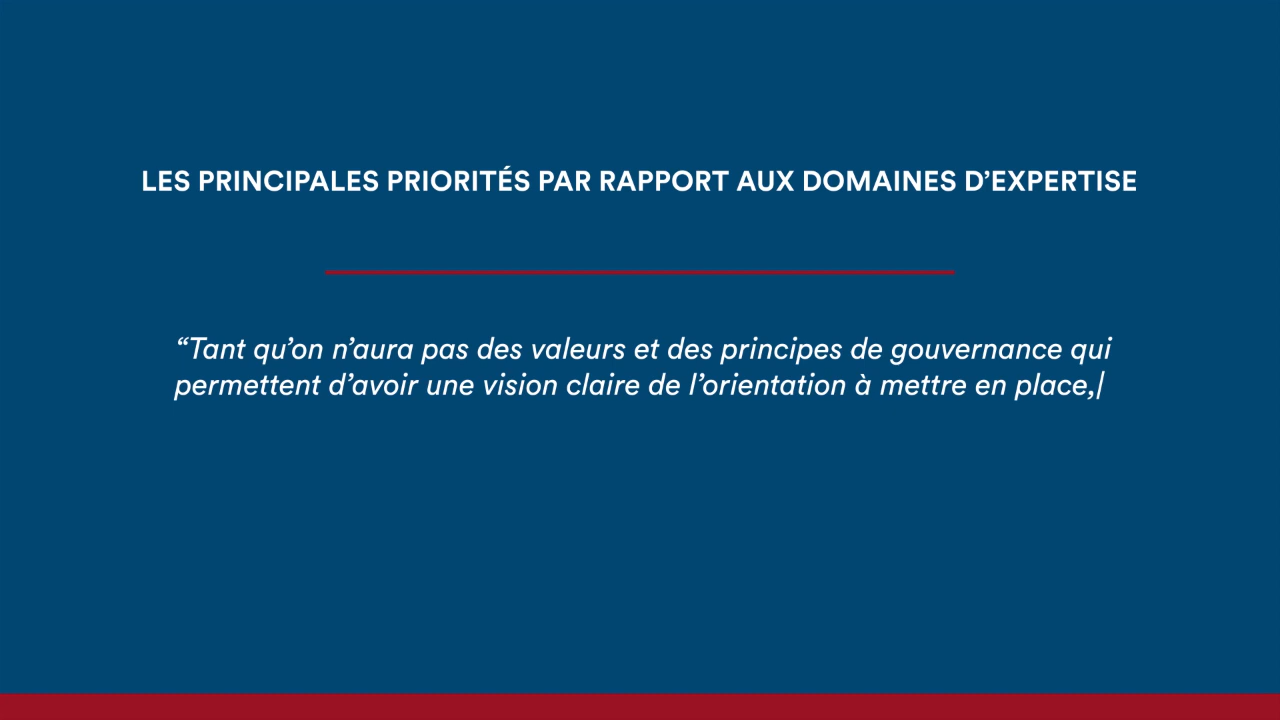 LES PRINCIPALES PRIORITÉS PAR RAPPORT AUX DOMAINES D’EXPERTISE
“Tant qu’on n’aura pas des valeurs et des principes de gouvernance qui
permettent d’avoir une vision claire de l’orientation à mettre en place,|